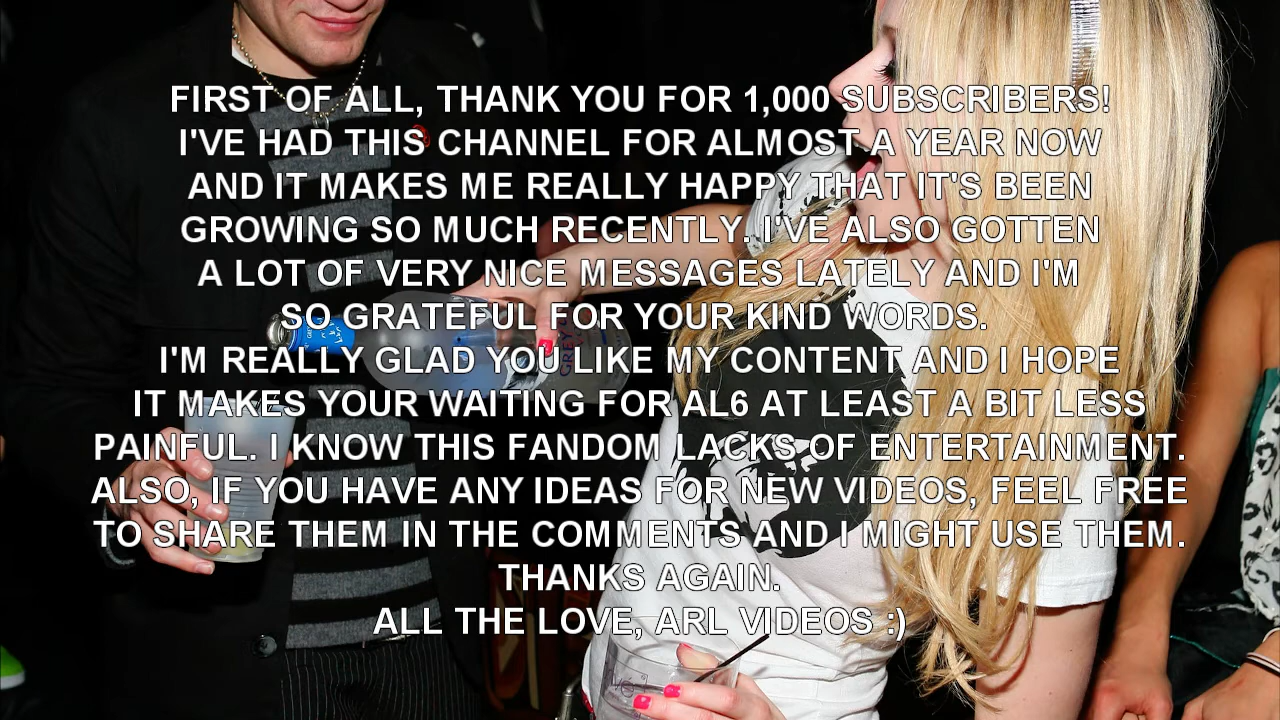 FIRST OF ALL, THANK YOU FOR 1,000 SUBSCRIBERS!
I'VE HAD THIS CHANNEL FOR ALMOST A YEAR NOW
AND IT MAKES ME REALLY HAPPY THAT IT'S BEEN
GROWING SO MUCH RECENTLY. I'VE ALSO GOTTEN
A LOT OF VERY NICE MESSAGES LATELY AND I'M
SO GRATEFUL FOR YOUR KIND WORDS.
I'M REALLY GLAD YOU LIKE MY CONTENT AND I HOPE
IT MAKES YOUR WAITING FOR AL6 AT LEAST A BIT LESS
PAINFUL. I KNOW THIS FANDOM LACKS OF ENTERTAINMENT.
ALSO, IF YOU HAVE ANY IDEAS FOR NEW VIDEOS, FEEL FREE
TO SHARE THEM IN THE COMMENTS AND I MIGHT USE THEM.
THANKS AGAIN.
ALL THE LOVE, ARL VIDEOS :)
GREY